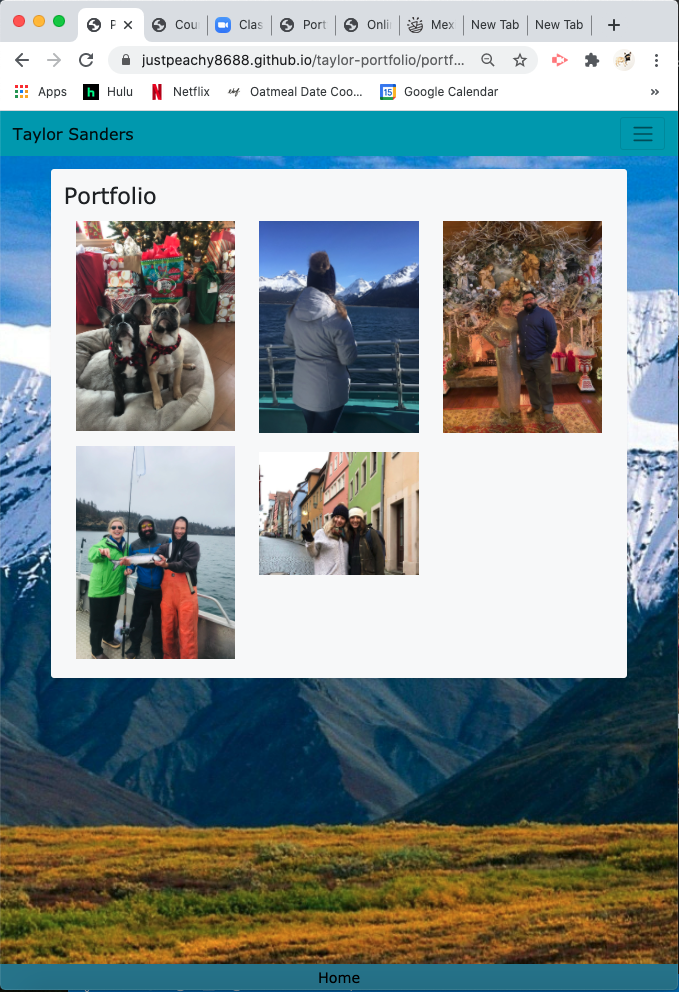 P
Cou
Clas
Port
Onli
Mex
New Tab
New Tab
justpeachy8688.github.io/taylor-portfolio/portf...
Apps
h Hulu
N Netflix
Oatmeal Date Coo...
15 Google Calendar
»
Taylor Sanders
Portfolio
Home